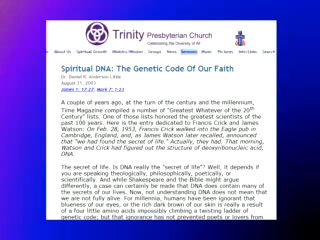 Trinity
Presbyterian Church
Celebrating the Diversity of All
Spiritual Growth
Sermons
Music
Links
Search
Spiritual DNA: The Genetic Code Of Our Faith
Dr. Daniel K.
August 11, 2003
James 1: 17-27; Mark 7: 1-23
A couple of years ago, at the turn of the century and the millennium,
Time Magazine compiled a number of "Greatest Whatever of the 20th
Century" lists. One of those lists honored the greatest scientists of the
past 100 years. Here is the entry dedicated to Francis Crick and James
Watson: On Feb. 28, 1953, Francis Crick walked into the Eagle pub in
Cambridge, England, and, as James Watson later recalled, announced
that "we had found the secret of life." Actually, they had. That morning,
Watson and Crick had figured out the structure of deoxyribonucleic acid,
DNA.
The secret of life. Is DNA really the "secret of life"? Well, it depends if
you are speaking theologically, philosophically, poetically, or
scientifically. And while Shakespeare and the Bible might argue
differently, a case can certainly be made that DNA does contain many of
the secrets of our lives. Now, not understanding DNA does not mean that
we are not fully alive. For millennia, humans have been ignorant that
blueness of our eyes, or the rich dark brown of our skin is really a result
of a four little amino acids impossibly climbing a twisting ladder of
genetic code; but that ignorance has not prevented poets or lovers from